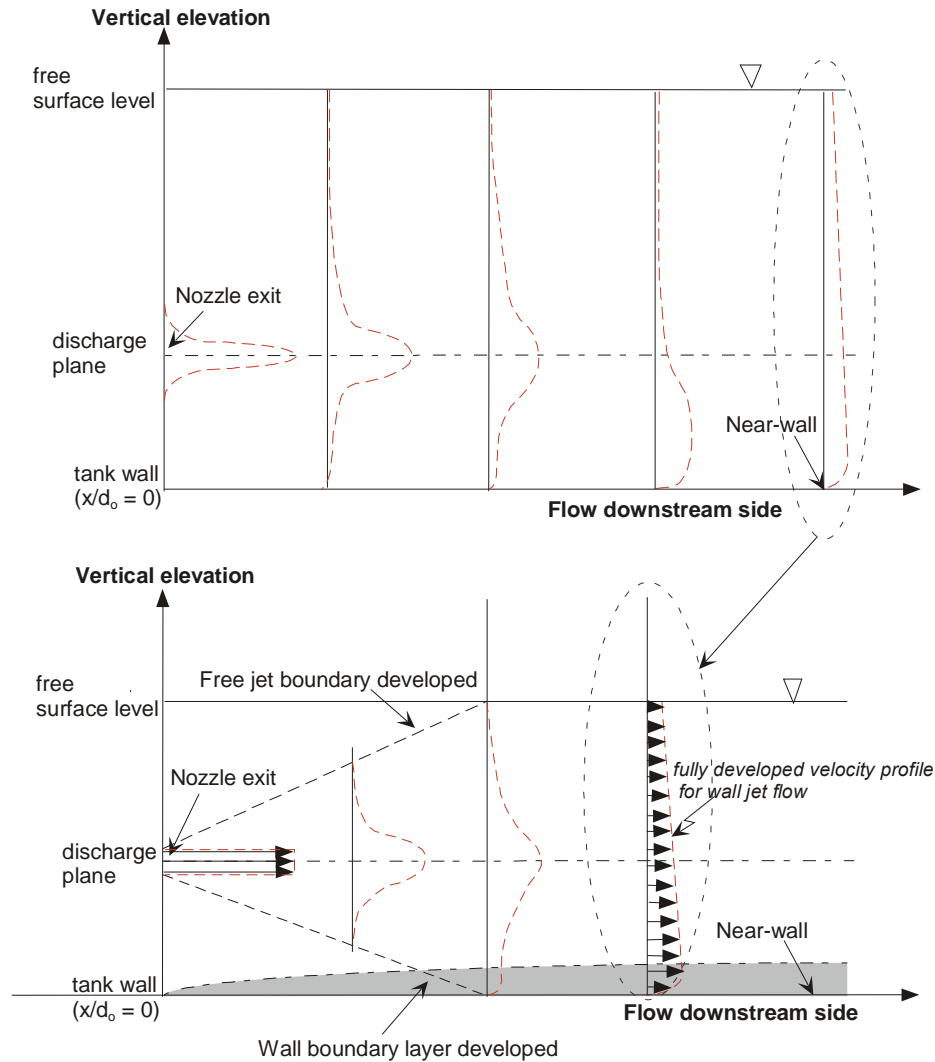 Vertical elevation
free
surface level
Nozzle exit
discharge
plane
Near-wall
tank wall
(x/dₒ = 0)
Flow downstream side
Vertical elevation
free
surface level
Free jet boundary developed
Nozzle exit
fully developed velocity profile
for wall jet flow
discharge
plane
Near-wall
tank wall
(x/dₒ = 0)
Flow downstream side
Wall boundary layer developed